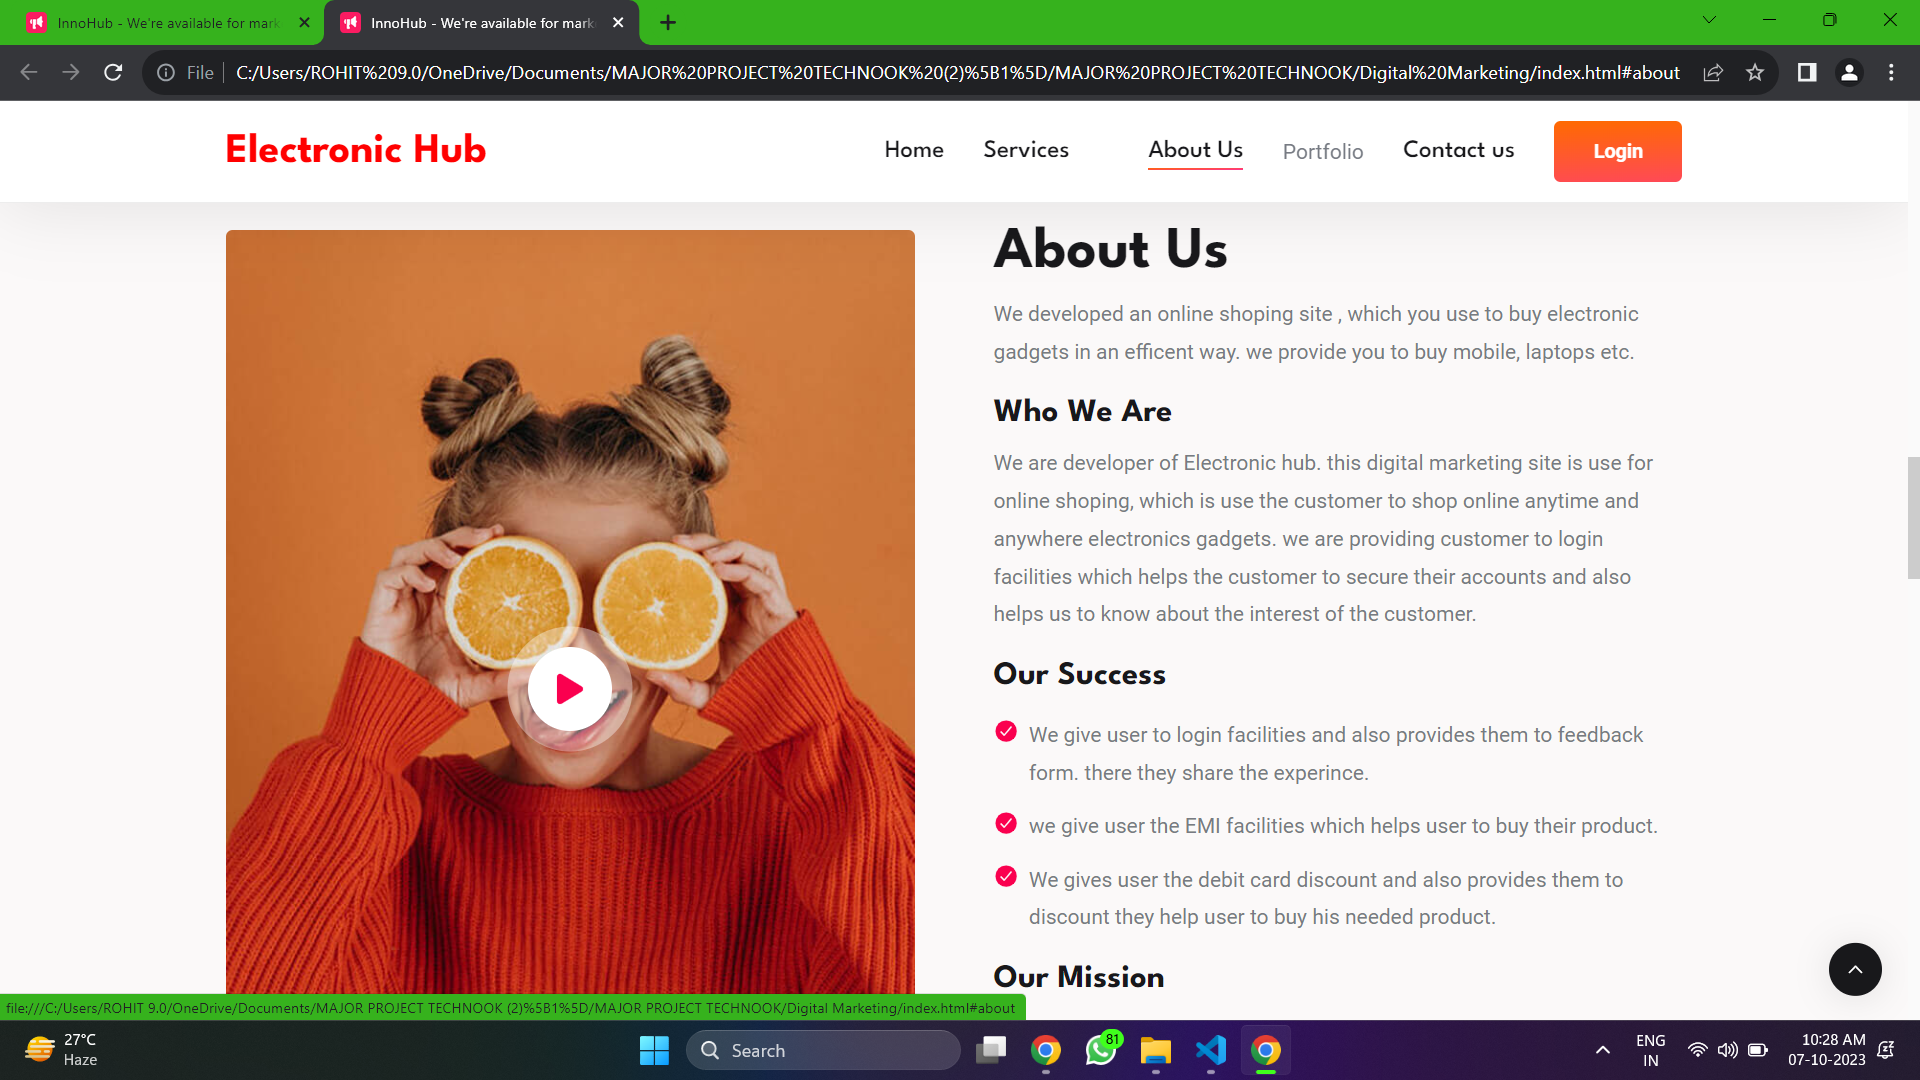 InnoHub - We're available for mark
InnoHub - We're available for mark
File
C:/Users/ROHIT%209.0/OneDrive/Documents/MAJOR%20PROJECT%20TECHNOOK%20(2)%5B1%5D/MAJOR%20PROJECT%20TECHNOOK/Digital%20Marketing/index.html#about
Electronic Hub
Home
Services
About Us
Portfolio
Contact us
Login
About Us
We developed an online shoping site , which you use to buy electronic
gadgets in an efficent way. we provide you to buy mobile, laptops etc.
Who We Are
We are developer of Electronic hub. this digital marketing site is use for
online shoping, which is use the customer to shop online anytime and
anywhere electronics gadgets. we are providing customer to login
facilities which helps the customer to secure their accounts and also
helps us to know about the interest of the customer.
Our Success
We give user to login facilities and also provides them to feedback
form. there they share the experince.
we give user the EMI facilities which helps user to buy their product.
We gives user the debit card discount and also provides them to
discount they help user to buy his needed product.
Our Mission
file:///C:/Users/ROHIT 9.0/OneDrive/Documents/MAJOR PROJECT TECHNOOK (2)%5B1%5D/MAJOR PROJECT TECHNOOK/Digital Marketing/index.html#about
27°C
Haze
Search
81
ENG
IN
10:28 AM
07-10-2023